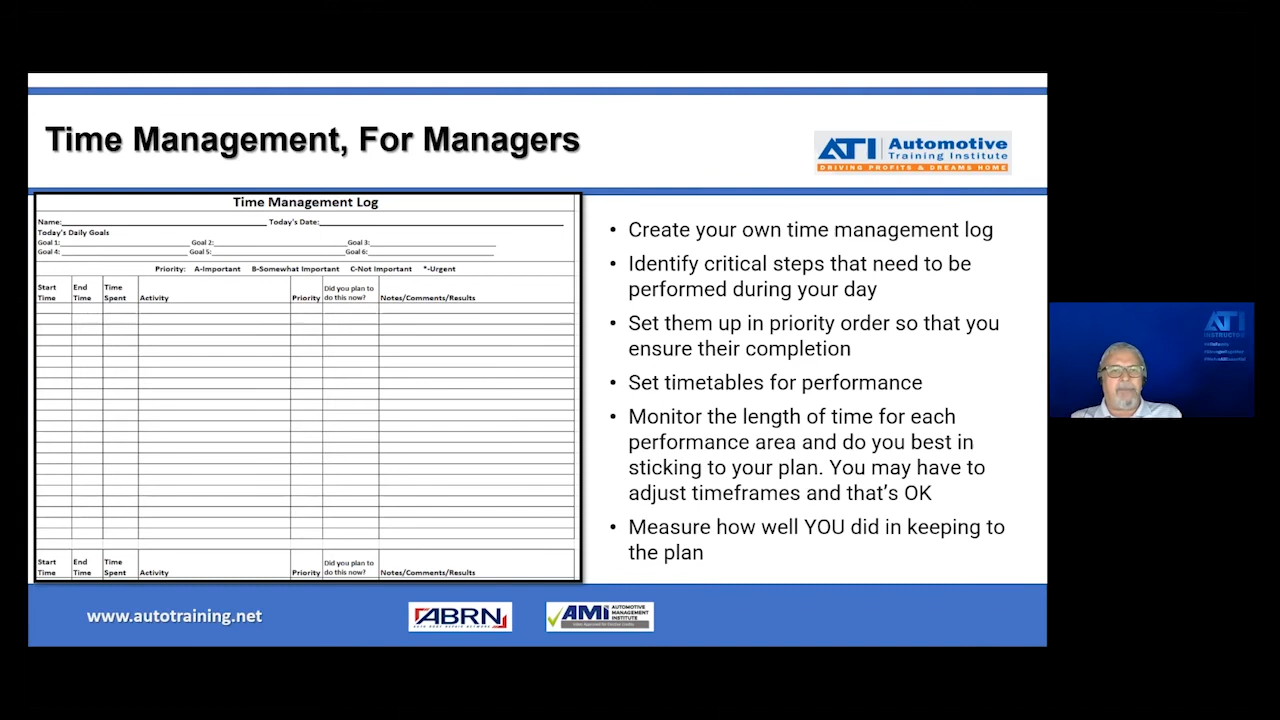 Time Management, For Managers
ATI Automotive
Training Institute
DRIVING PROFITS & DREAMS HOME
Time Management Log
Name: Today's Date:
Today's Daily Goals
Goal 1: Goal 2: Goal 3:
Goal 4: Goal 5: Goal 6:
Priority: A-Important B-Somewhat Important C-Not Important *-Urgent
Start Time End Time Time Spent Activity Priority Did you plan to do this now? Notes/Comments/Results
Start Time End Time Time Spent Activity Priority Did you plan to do this now? Notes/Comments/Results
• Create your own time management log
• Identify critical steps that need to be
performed during your day
• Set them up in priority order so that you
ensure their completion
• Set timetables for performance
• Monitor the length of time for each
performance area and do you best in
sticking to your plan. You may have to
adjust timeframes and that's OK
• Measure how well YOU did in keeping to
the plan
ATI
www.autotraining.net
ABRN
AUTO BODY REPAIR NETWORK
AMi AUTOMOTIVE
MANAGEMENT
INSTITUTE